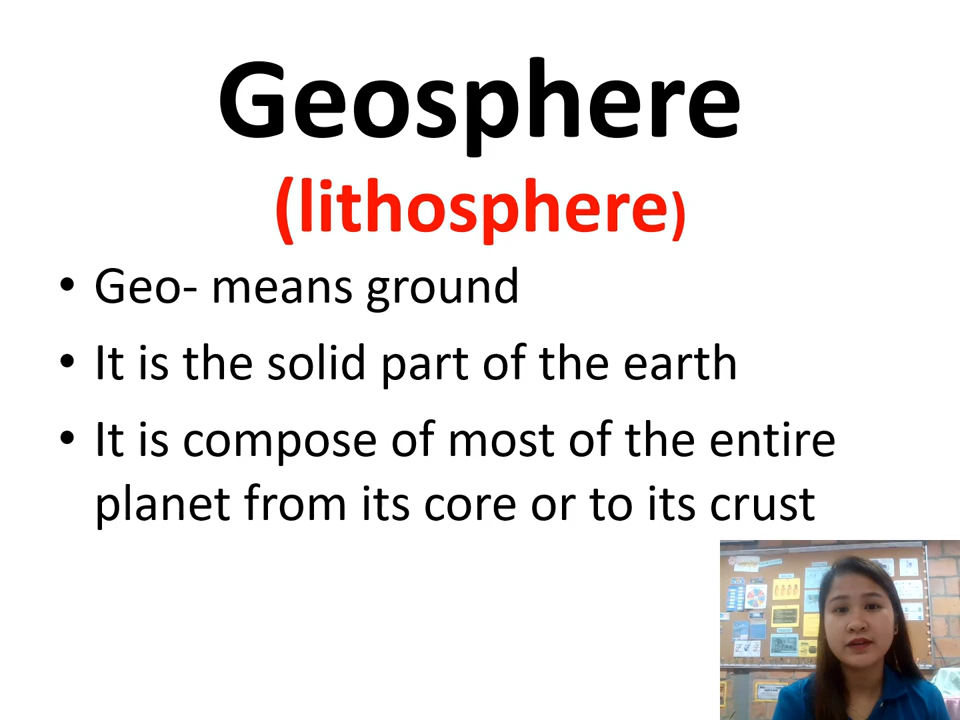 Geosphere
(lithosphere)
• Geo- means ground
• It is the solid part of the earth
• It is compose of most of the entire
planet from its core or to its crust